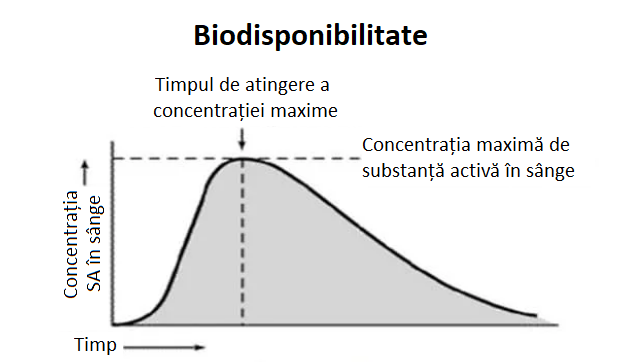 Biodisponibilitate
Timpul de atingere a
concentrației maxime
Concentrația maximă de
substanță activă în sânge
Concentrația
SA în sânge
Timp